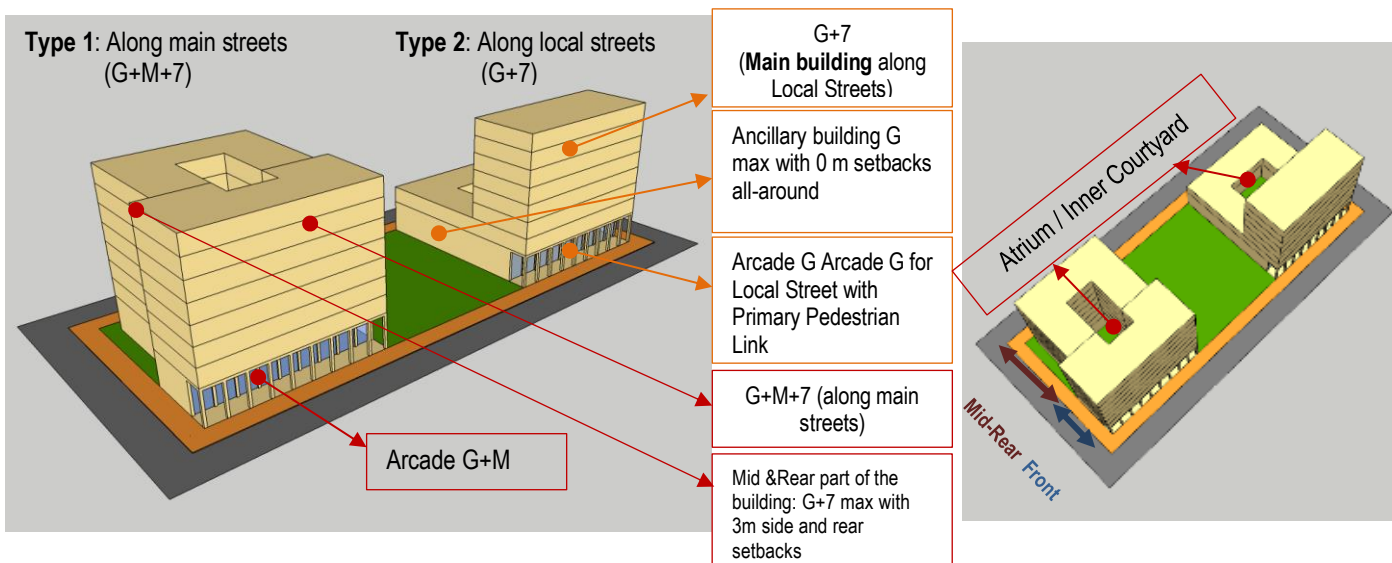 Type 1: Along main streets
(G+M+7)
Type 2: Along local streets
(G+7)
G+7
(Main building along
Local Streets)
Ancillary building G
max with 0 m setbacks
all-around
Arcade G Arcade G for
Local Street with
Primary Pedestrian
Link
G+M+7 (along main
streets)
Mid &Rear part of the
building: G+7 max with
3m side and rear
setbacks
Arcade G+M
Atrium / Inner Courtyard
Mid-Rear
Front